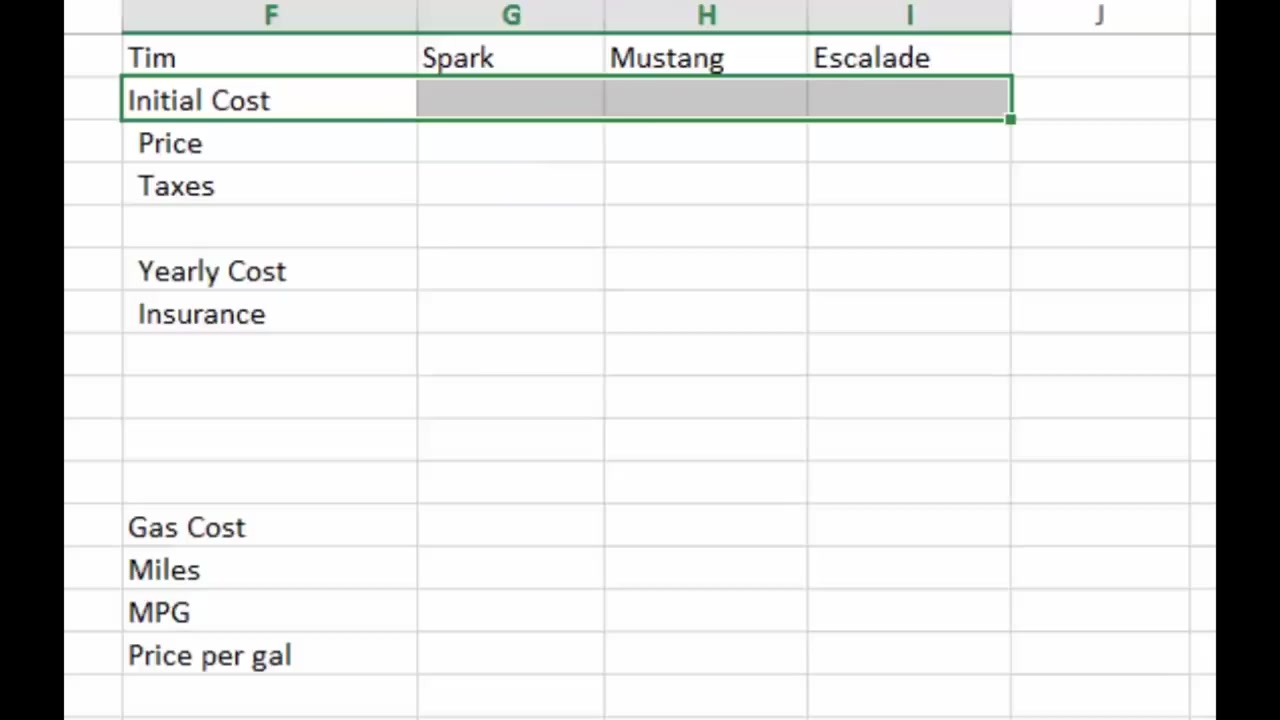 F G H I J
Tim Spark Mustang Escalade
Initial Cost
Price
Taxes
Yearly Cost
Insurance
Gas Cost
Miles
MPG
Price per gal